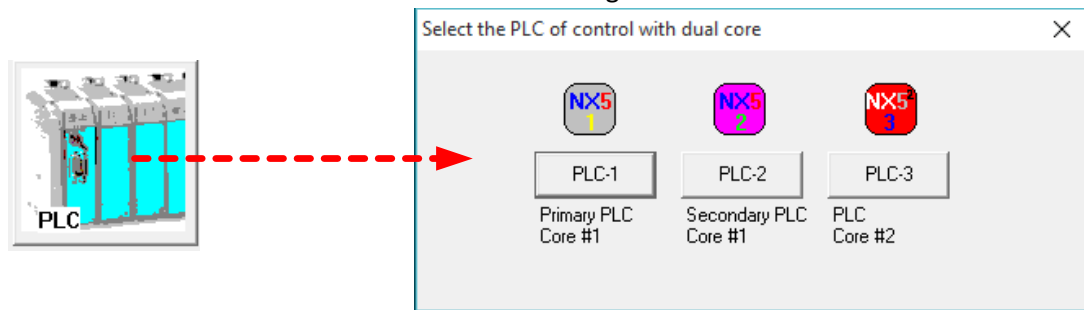 Select the PLC of control with dual core
PLC
NX5
1
NX5
2
NX5²
3
PLC-1
PLC-2
PLC-3
Primary PLC
Core #1
Secondary PLC
Core #1
PLC
Core #2